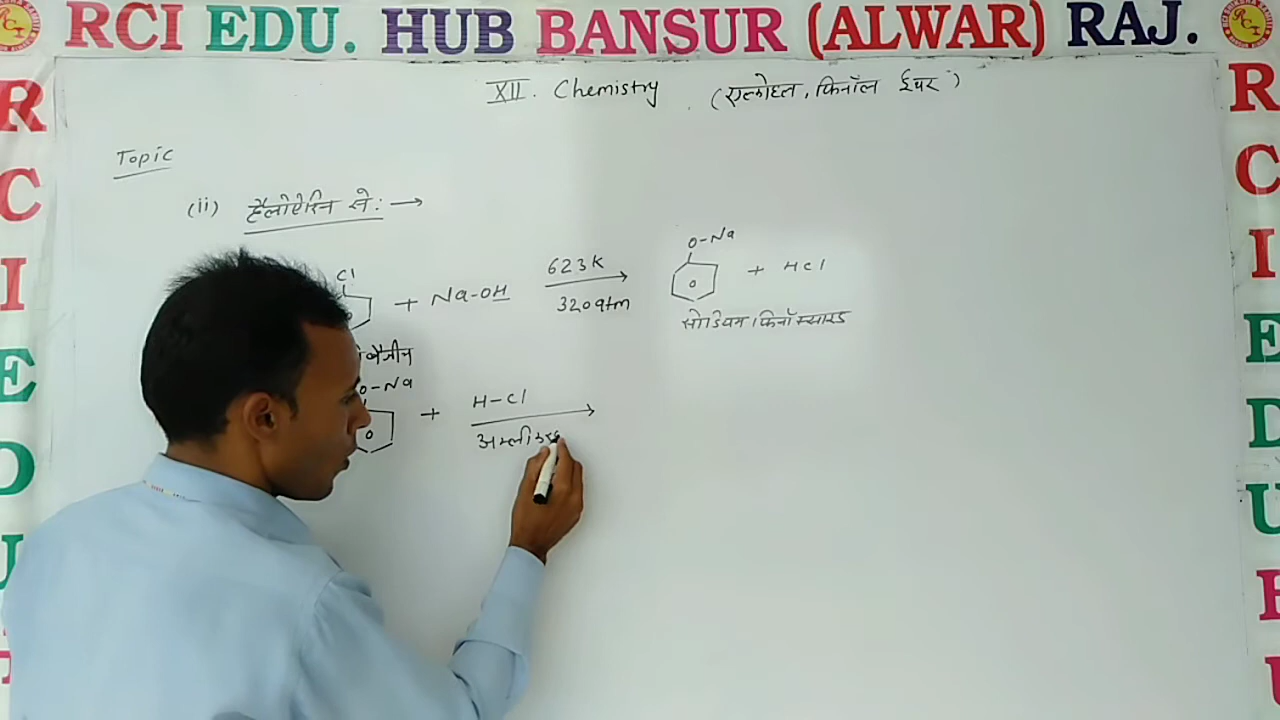 RCI EDU. HUB BANSUR (ALWAR) RAJ.
XII. Chemistry (एल्कोहल, फिनॉल ईथर)
Topic
(ii) हैलोऐरिन से: →
Cl
+ Na-OH
623K
320atm
O-Na
+ HCl
सोडियम फिनॉक्साइड
बेंजीन
O-Na
+ H-Cl
R
C
I
E
D
U
R
C
I
E
D
U
H
U